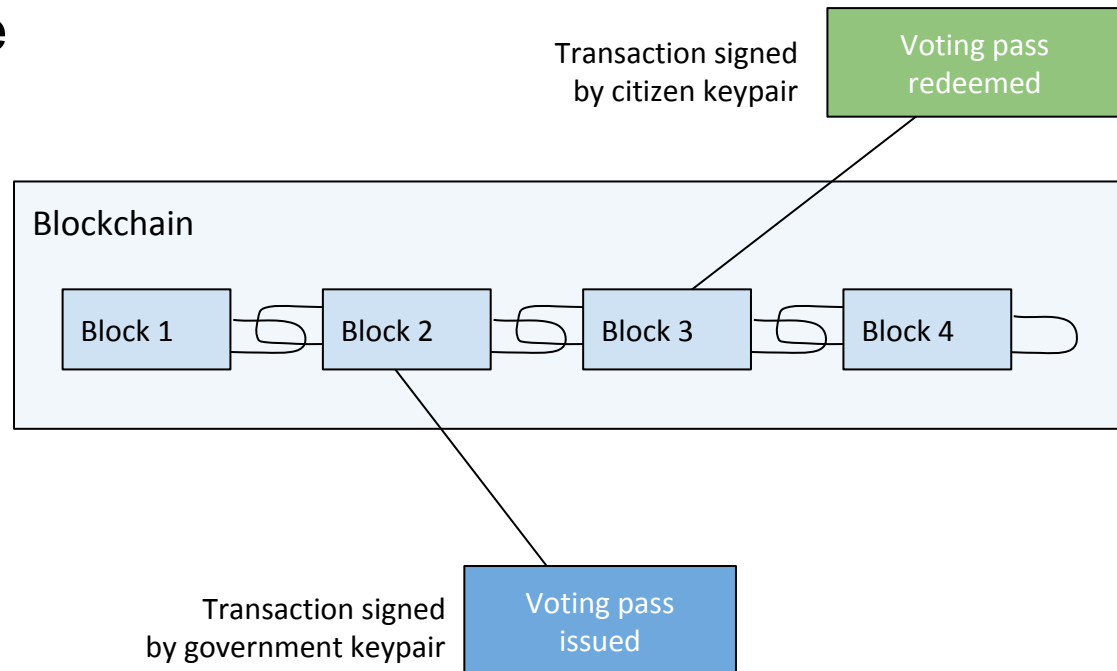 e
Transaction signed
by citizen keypair
Voting pass
redeemed
Blockchain
Block 1
Block 2
Block 3
Block 4
Transaction signed
by government keypair
Voting pass
issued